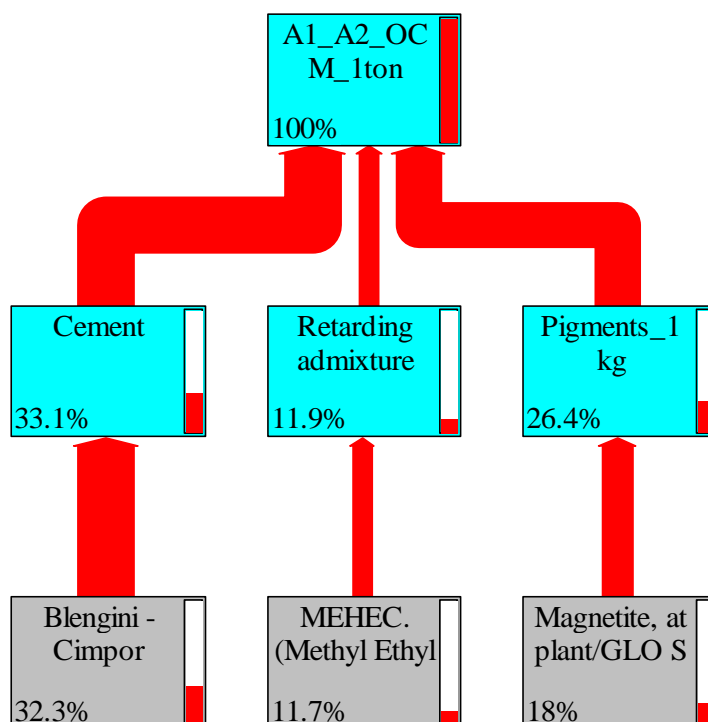 A1_A2_OC
M_1ton
100%
Cement
33.1%
Retarding
admixture
11.9%
Pigments_1
kg
26.4%
Blengini -
Cimpor
32.3%
MEHEC.
(Methyl Ethyl
11.7%
Magnetite, at
plant/GLO S
18%